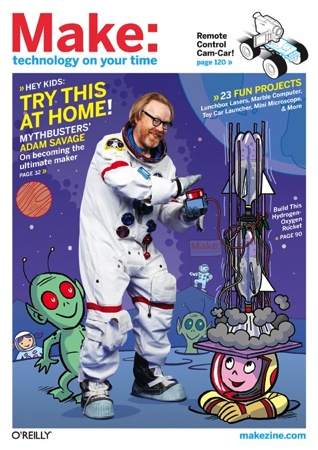 Make:
technology on your time
Remote
Control
Cam-Car!
page 120 »
» HEY KIDS:
TRY THIS
AT HOME!
MYTHBUSTERS'
ADAM SAVAGE
On becoming the
ultimate maker
PAGE 32 »
» 23 FUN PROJECTS
Lunchbox Lasers, Marble Computer,
Toy Car Launcher, Mini Microscope,
& More
Build This
Hydrogen-
Oxygen
Rocket
» PAGE 90
Make:
O'REILLY
makezine.com